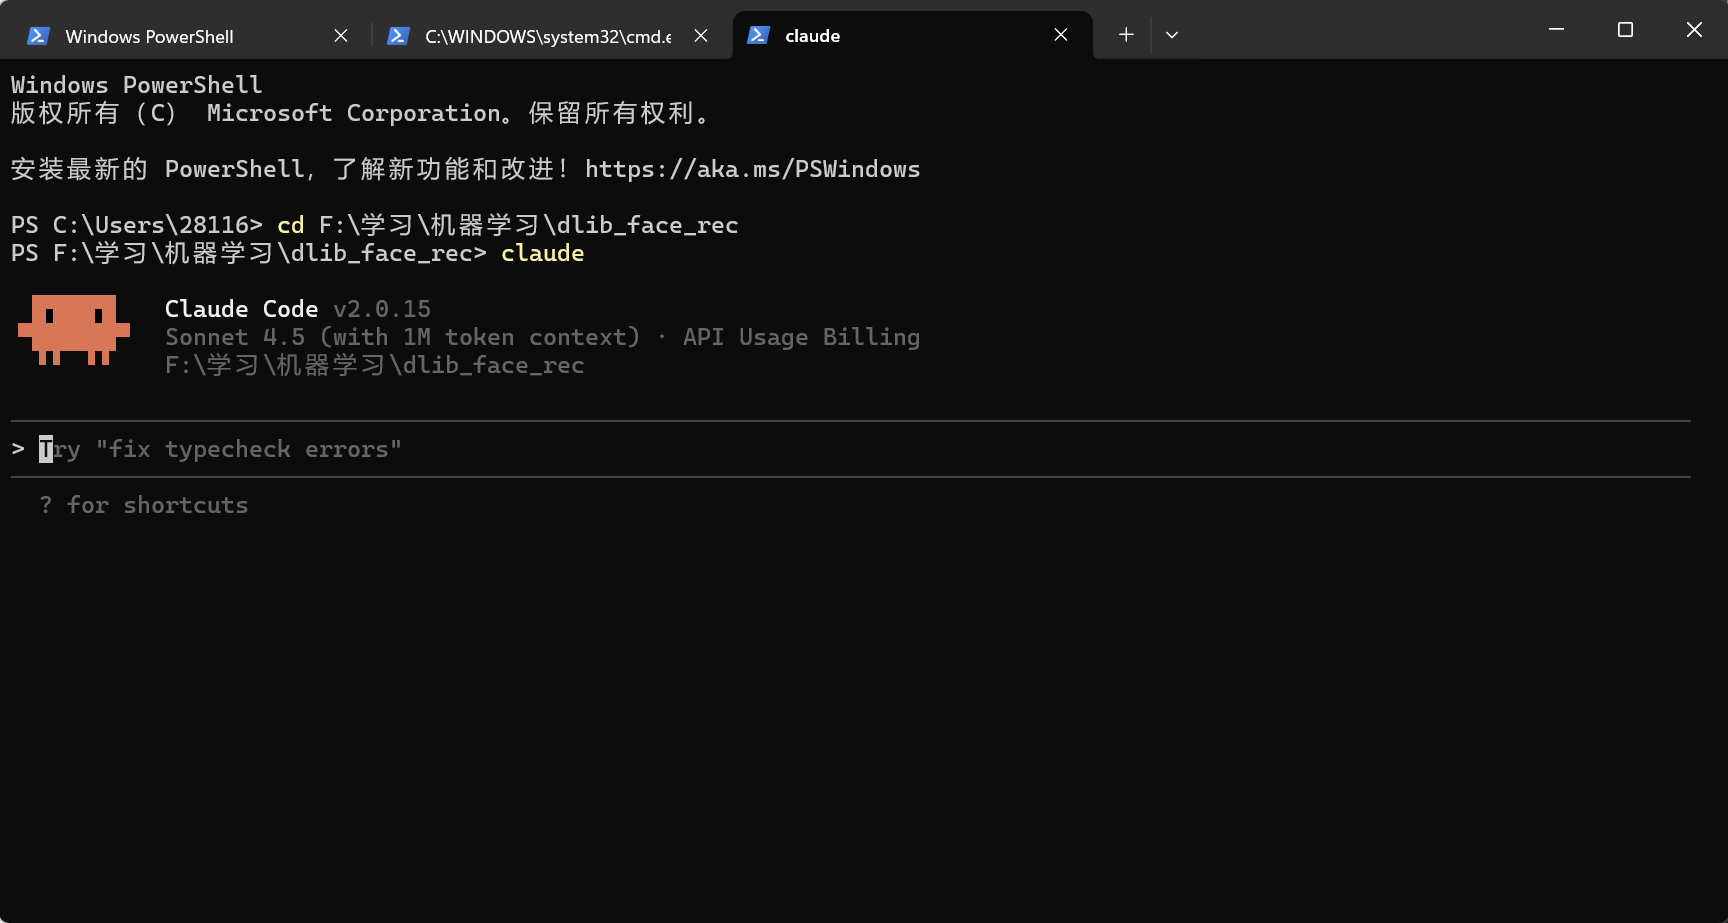 Windows PowerShell
C:\WINDOWS\system32\cmd.e
claude
Windows PowerShell
版权所有（C） Microsoft Corporation。保留所有权利。
安装最新的 PowerShell，了解新功能和改进！https://aka.ms/PSWindows
PS C:\Users\28116> cd F:\学习\机器学习\dlib_face_rec
PS F:\学习\机器学习\dlib_face_rec> claude
Claude Code v2.0.15
Sonnet 4.5 (with 1M token context) · API Usage Billing
F:\学习\机器学习\dlib_face_rec
> Try "fix typecheck errors"
? for shortcuts